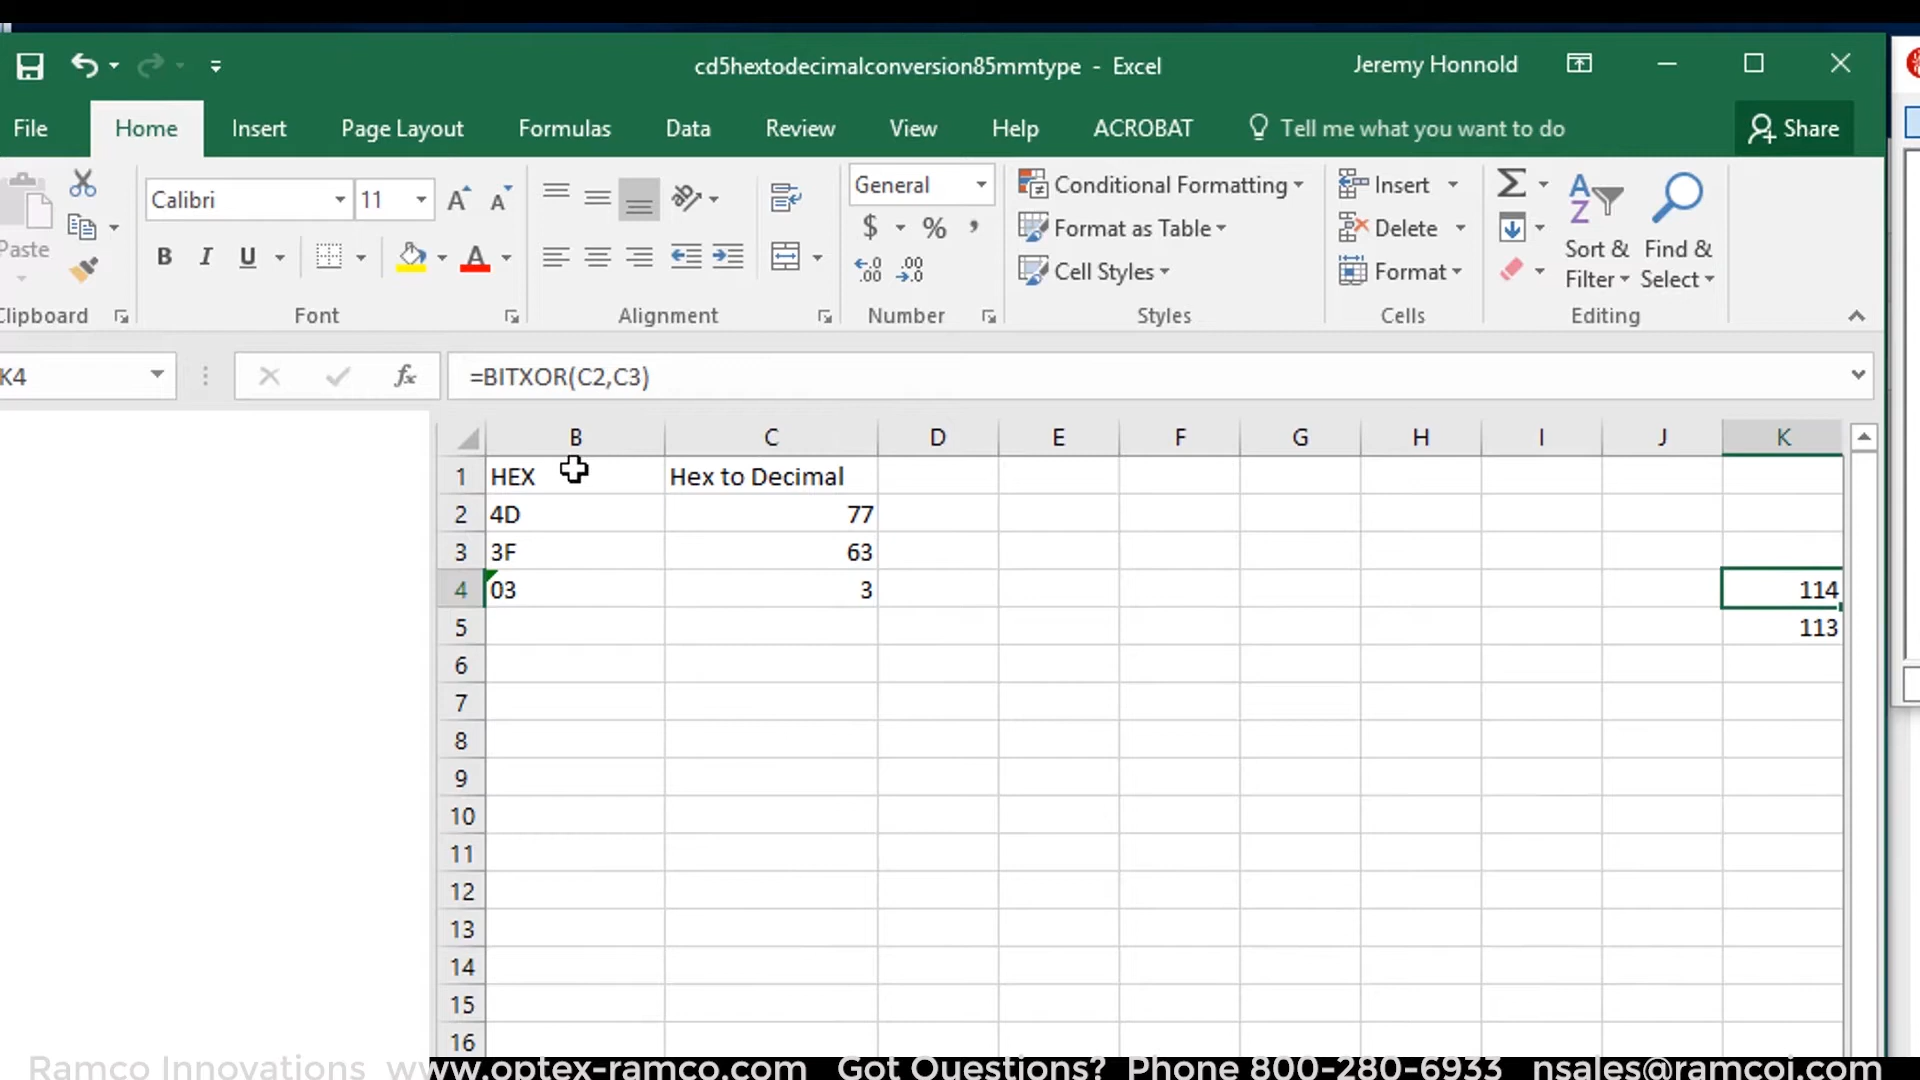 cd5hextodecimalconversion85mmtype - Excel
Jeremy Honnold
File Home Insert Page Layout Formulas Data Review View Help ACROBAT Tell me what you want to do Share
Paste
Calibri 11 A A
B I U A
General
$ % ,
.00 .00
Conditional Formatting
Format as Table
Cell Styles
Insert
Delete
Format
Σ
A Z
Sort & Filter
Find & Select
Clipboard Font Alignment Number Styles Cells Editing
K4 fx =BITXOR(C2,C3)
B C D E F G H I J K
1 HEX Hex to Decimal
2 4D 77
3 3F 63
4 03 3 114
5 113
6
7
8
9
10
11
12
13
14
15
16
Ramco Innovations www.optex-ramco.com Got Questions? Phone 800-280-6933 nsales@ramcoi.com